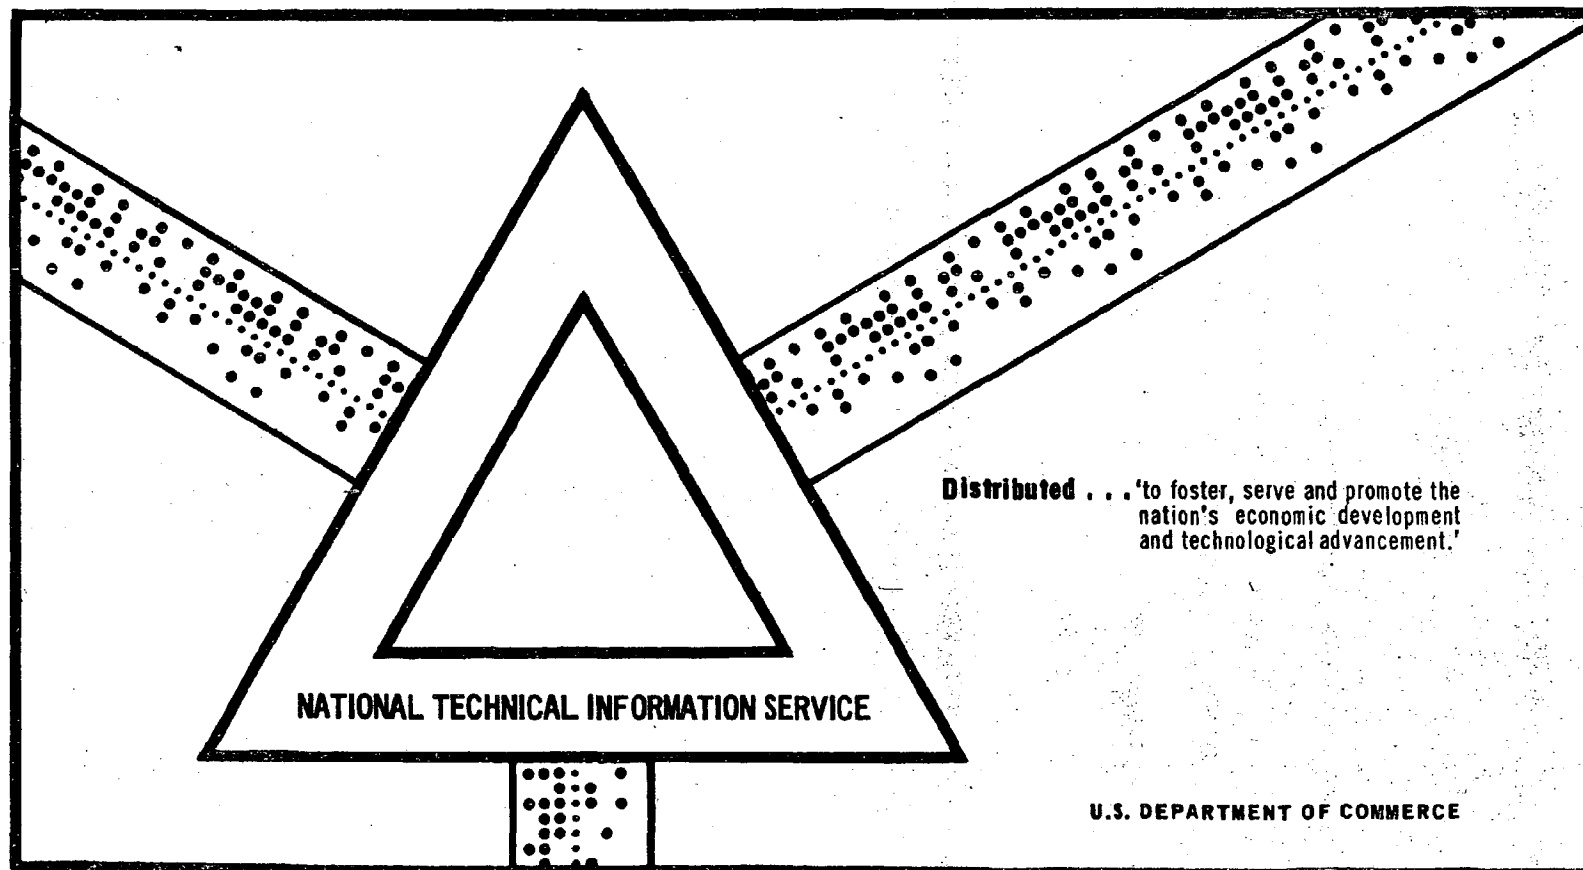 Distributed . . . 'to foster, serve and promote the
nation's economic development
and technological advancement.'
NATIONAL TECHNICAL INFORMATION SERVICE
U.S. DEPARTMENT OF COMMERCE